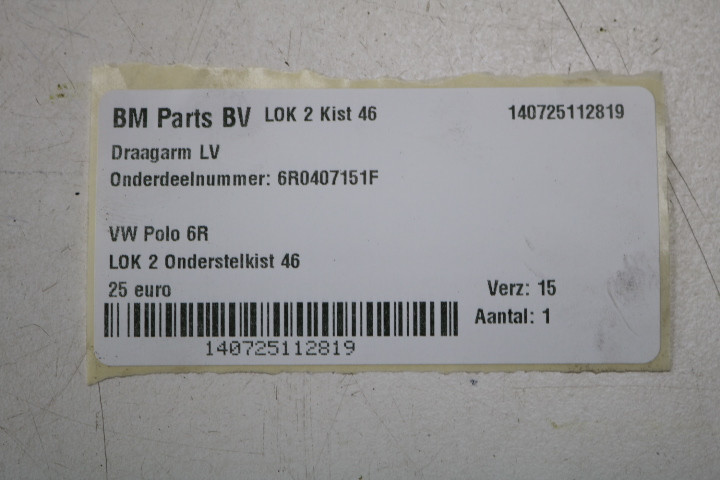 BM Parts BV LOK 2 Kist 46 140725112819
Draagarm LV
Onderdeelnummer: 6R0407151F
VW Polo 6R
LOK 2 Onderstelkist 46
25 euro Verz: 15
Aantal: 1
140725112819